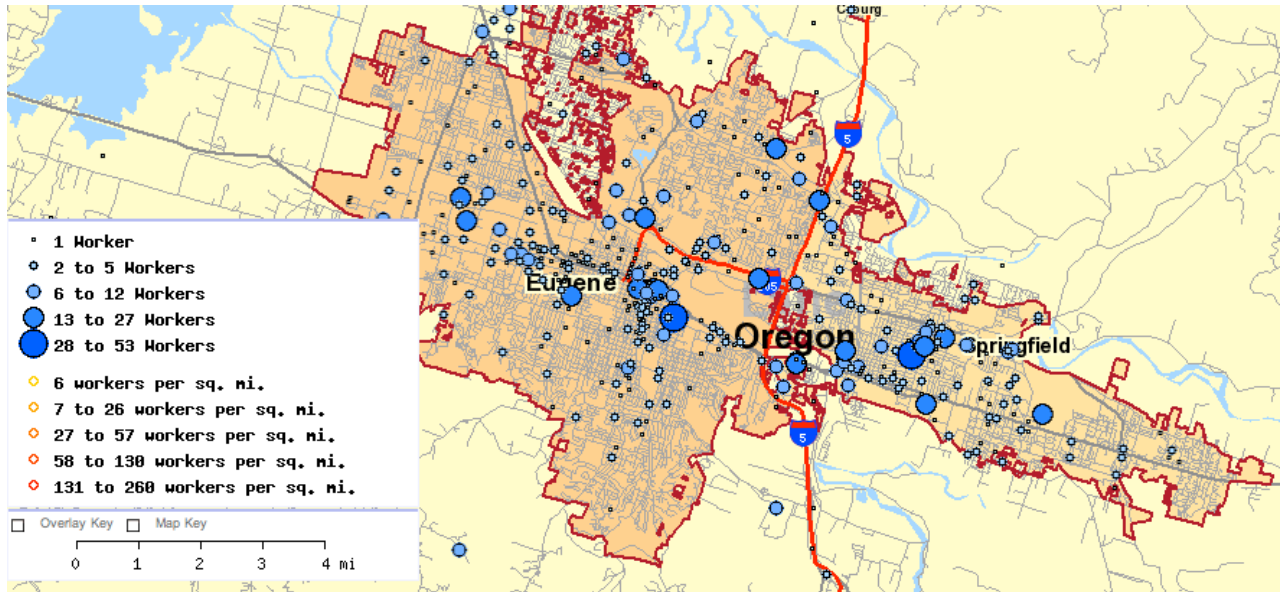 Coburg
5
1 Worker
2 to 5 Workers
6 to 12 Workers
13 to 27 Workers
28 to 53 Workers
6 workers per sq. mi.
7 to 26 workers per sq. mi.
27 to 57 workers per sq. mi.
58 to 130 workers per sq. mi.
131 to 260 workers per sq. mi.
Overlay Key
Map Key
0 1 2 3 4 mi
Eugene
05
Oregon
Springfield
5